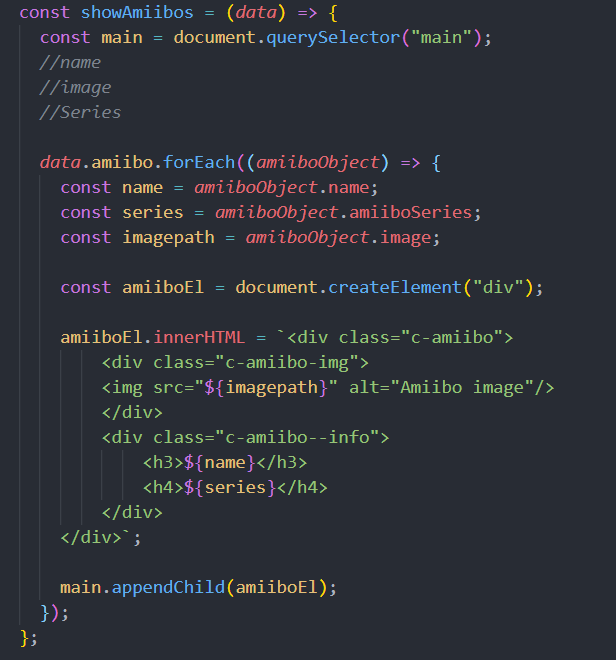 const showAmiibos = (data) => {
  const main = document.querySelector("main");
  //name
  //image
  //Series

  data.amiibo.forEach((amiiboObject) => {
    const name = amiiboObject.name;
    const series = amiiboObject.amiiboSeries;
    const imagepath = amiiboObject.image;

    const amiiboEl = document.createElement("div");

    amiiboEl.innerHTML = `<div class="c-amiibo">
        <div class="c-amiibo-img">
        <img src="${imagepath}" alt="Amiibo image"/>
        </div>
        <div class="c-amiibo--info">
            <h3>${name}</h3>
            <h4>${series}</h4>
        </div>
    </div>`;

    main.appendChild(amiiboEl);
  });
};